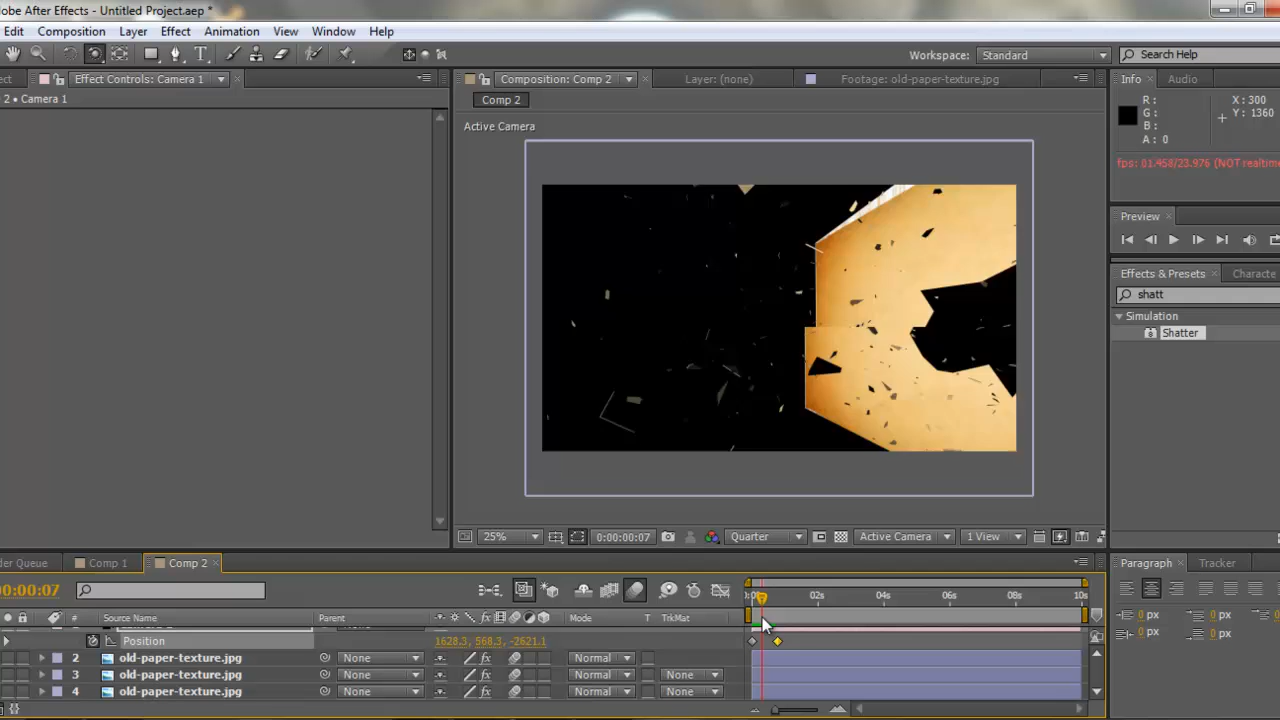 dobe After Effects - Untitled Project.aep *
Edit Composition Layer Effect Animation View Window Help
Workspace: Standard Search Help
ect Effect Controls: Camera 1 Composition: Comp 2 Layer: (none) Footage: old-paper-texture.jpg Info Audio
2 • Camera 1 Comp 2
R: X: 300
G: Y: 1360
B:
A: 0
Active Camera
fps: 01.458/23.976 (NOT realtime
Preview
Effects & Presets Characte
shatt
Simulation
Shatter
25% 0:00:00:07 Quarter Active Camera 1 View
der Queue Comp 1 Comp 2 Paragraph Tracker
00:00:07 0s 02s 04s 06s 08s 10s
# Source Name Parent Mode T TrkMat
0 px 0 px
0 px 0 px
Position 1628.3, 568.3, -2621.1
2 old-paper-texture.jpg None Normal
3 old-paper-texture.jpg None Normal None
4 old-paper-texture.jpg None Normal None